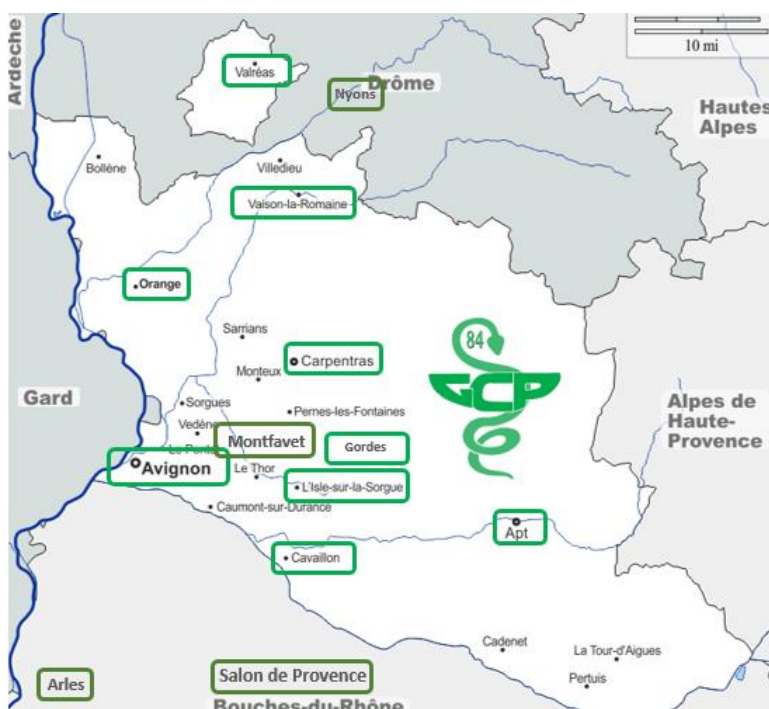 10 mi
Ardeche
Valréas
Drôme
Nyons
Hautes
Alpes
Bollène
Villedieu
Vaison-la-Romaine
Orange
Sarrians
84
Carpentras
GCP
Monteux
Gard
Sorgues
Pernes-les-Fontaines
Alpes de
Haute-
Provence
Vedène
Montfavet
Gordes
Avignon
Le Thor
L'Isle-sur-la-Sorgue
Caumont-sur-Durance
Apt
Cavaillon
Cadenet
La Tour-d'Aigues
Pertuis
Arles
Salon de Provence
Bouches-du-Rhône